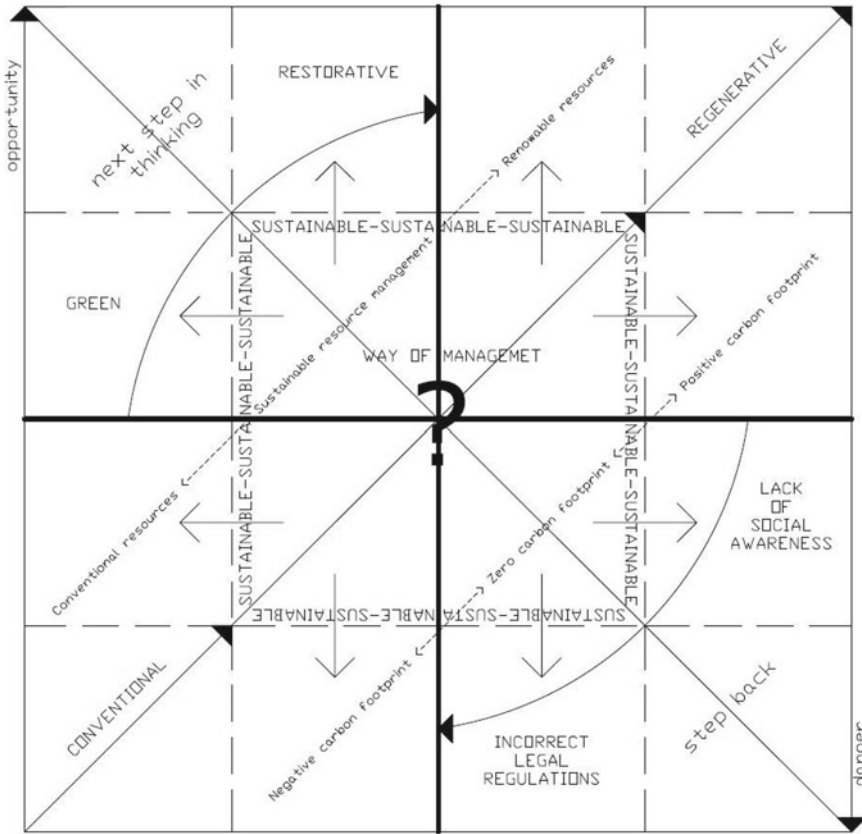 opportunity
next step in
thinking
RESTORATIVE
Renowable resources
REGENERATIVE
SUSTAINABLE-SUSTAINABLE-SUSTAINABLE
GREEN
SUSTAINABLE-SUSTAINABLE-SUSTAINABLE
Sustainable resource management
SUSTAINABLE-SUSTAINABLE-SUSTAINABLE
Positive carbon footprint
WAY OF MANAGEMET
?
Conventional resources
Zero carbon footprint
LACK
OF
SOCIAL
AWARENESS
SUSTAINABLE-SUSTAINABLE-SUSTAINABLE
CONVENTIONAL
Negative carbon footprint
step back
INCORRECT
LEGAL
REGULATIONS
danger